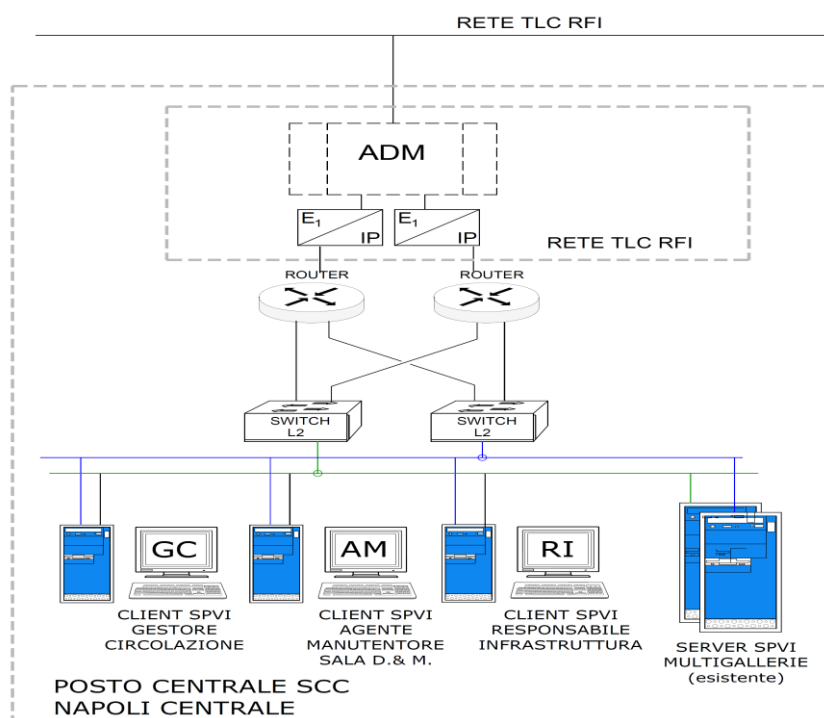 RETE TLC RFI
ADM
E1
IP
E1
IP
RETE TLC RFI
ROUTER
ROUTER
SWITCH
L2
SWITCH
L2
GC
AM
RI
CLIENT SPVI
GESTORE
CIRCOLAZIONE
CLIENT SPVI
AGENTE
MANUTENTORE
SALA D.& M.
CLIENT SPVI
RESPONSABILE
INFRASTRUTTURA
SERVER SPVI
MULTIGALLERIE
(esistente)
POSTO CENTRALE SCC
NAPOLI CENTRALE